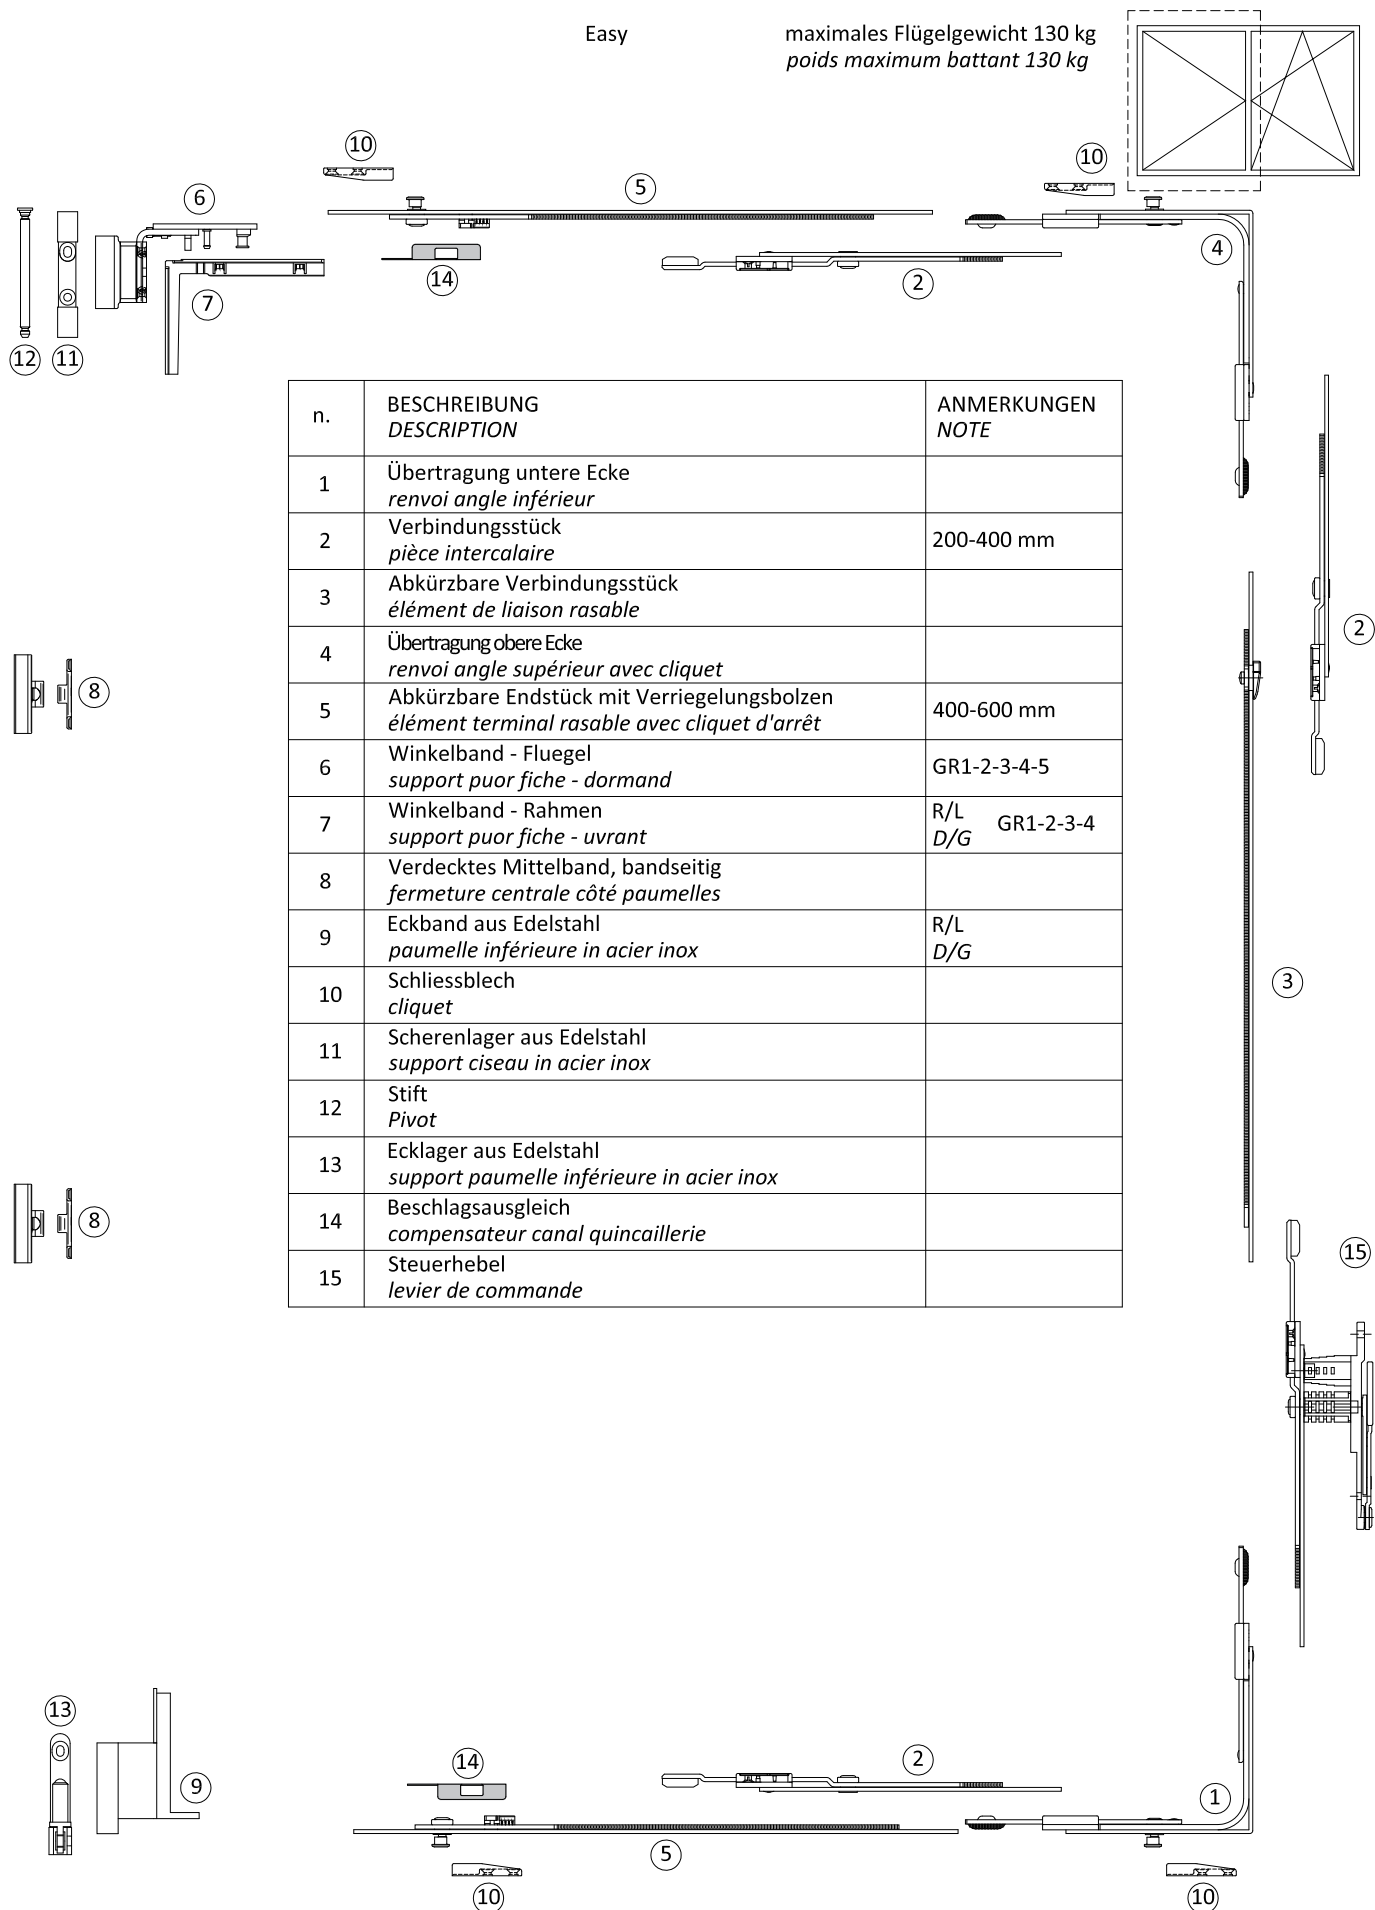 Easy
maximales Flügelgewicht 130 kg
poids maximum battant 130 kg
10
10
5
6
4
14
2
7
12
11
n.
BESCHREIBUNG
DESCRIPTION
ANMERKUNGEN
NOTE
1
Übertragung untere Ecke
renvoi angle inférieur
2
Verbindungsstück
pièce intercalaire
200-400 mm
3
Abkürzbare Verbindungsstück
élément de liaison rasable
4
Übertragung obere Ecke
renvoi angle supérieur avec cliquet
5
Abkürzbare Endstück mit Verriegelungsbolzen
élément terminal rasable avec cliquet d'arrêt
400-600 mm
6
Winkelband - Fluegel
support puor fiche - dormand
GR1-2-3-4-5
7
Winkelband - Rahmen
support puor fiche - uvrant
R/L
D/G
GR1-2-3-4
8
Verdecktes Mittelband, bandseitig
fermeture centrale côté paumelles
9
Eckband aus Edelstahl
paumelle inférieure in acier inox
R/L
D/G
10
Schliessblech
cliquet
11
Scherenlager aus Edelstahl
support ciseau in acier inox
12
Stift
Pivot
13
Ecklager aus Edelstahl
support paumelle inférieure in acier inox
14
Beschlagsausgleich
compensateur canal quincaillerie
15
Steuerhebel
levier de commande
2
8
3
8
15
13
14
2
9
1
5
10
10